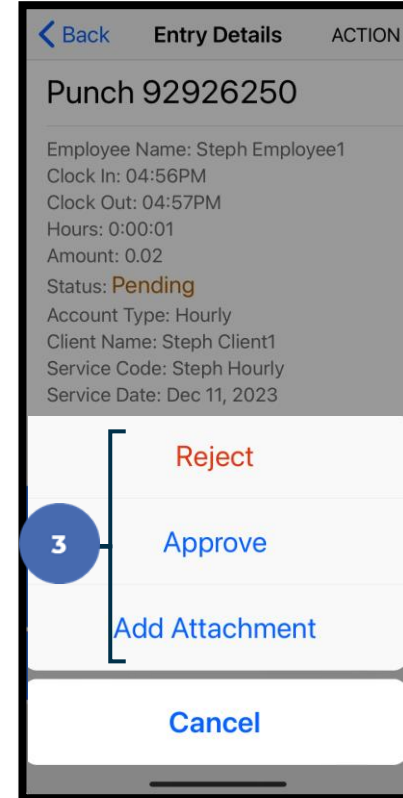 Back Entry Details ACTION
Punch 92926250
Employee Name: Steph Employee1
Clock In: 04:56PM
Clock Out: 04:57PM
Hours: 0:00:01
Amount: 0.02
Status: Pending
Account Type: Hourly
Client Name: Steph Client1
Service Code: Steph Hourly
Service Date: Dec 11, 2023
Reject
3 Approve
Add Attachment
Cancel